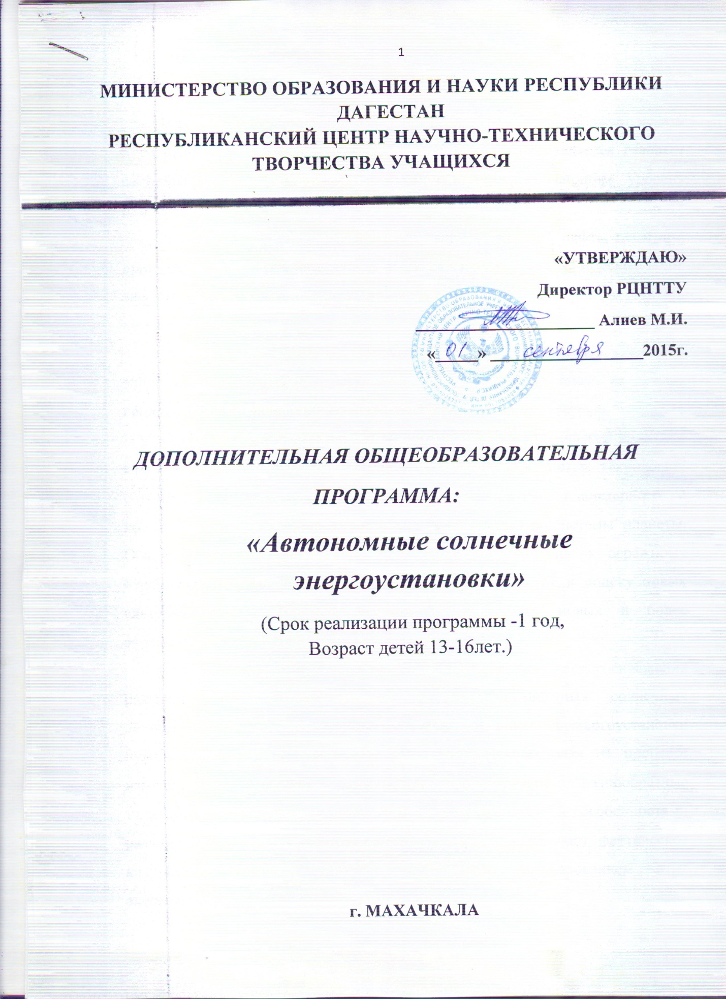 1
МИНИСТЕРСТВО ОБРАЗОВАНИЯ И НАУКИ РЕСПУБЛИКИ
ДАГЕСТАН
РЕСПУБЛИКАНСКИЙ ЦЕНТР НАУЧНО-ТЕХНИЧЕСКОГО
ТВОРЧЕСТВА УЧАЩИХСЯ
«УТВЕРЖДАЮ»
Директор РЦНТТУ
Алиев М.И.
«01» сентября 2015г.
ДОПОЛНИТЕЛЬНАЯ ОБЩЕОБРАЗОВАТЕЛЬНАЯ
ПРОГРАММА:
«Автономные солнечные
энергоустановки»
(Срок реализации программы -1 год,
Возраст детей 13-16лет.)
г. МАХАЧКАЛА